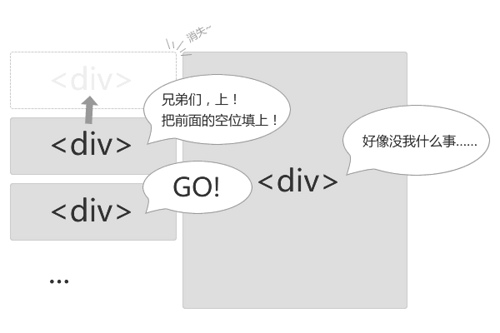 消失~
<div>
兄弟们，上！
把前面的空位填上！
<div>
好像没我什么事......
GO!
<div>
<div>
...